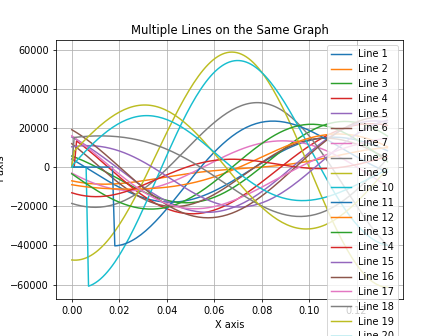 Multiple Lines on the Same Graph
60000
40000
20000
0
−20000
−40000
−60000
0.00
0.02
0.04
0.06
0.08
0.10
X axis
Line 1
Line 2
Line 3
Line 4
Line 5
Line 6
Line 7
Line 8
Line 9
Line 10
Line 11
Line 12
Line 13
Line 14
Line 15
Line 16
Line 17
Line 18
Line 19
Line 20